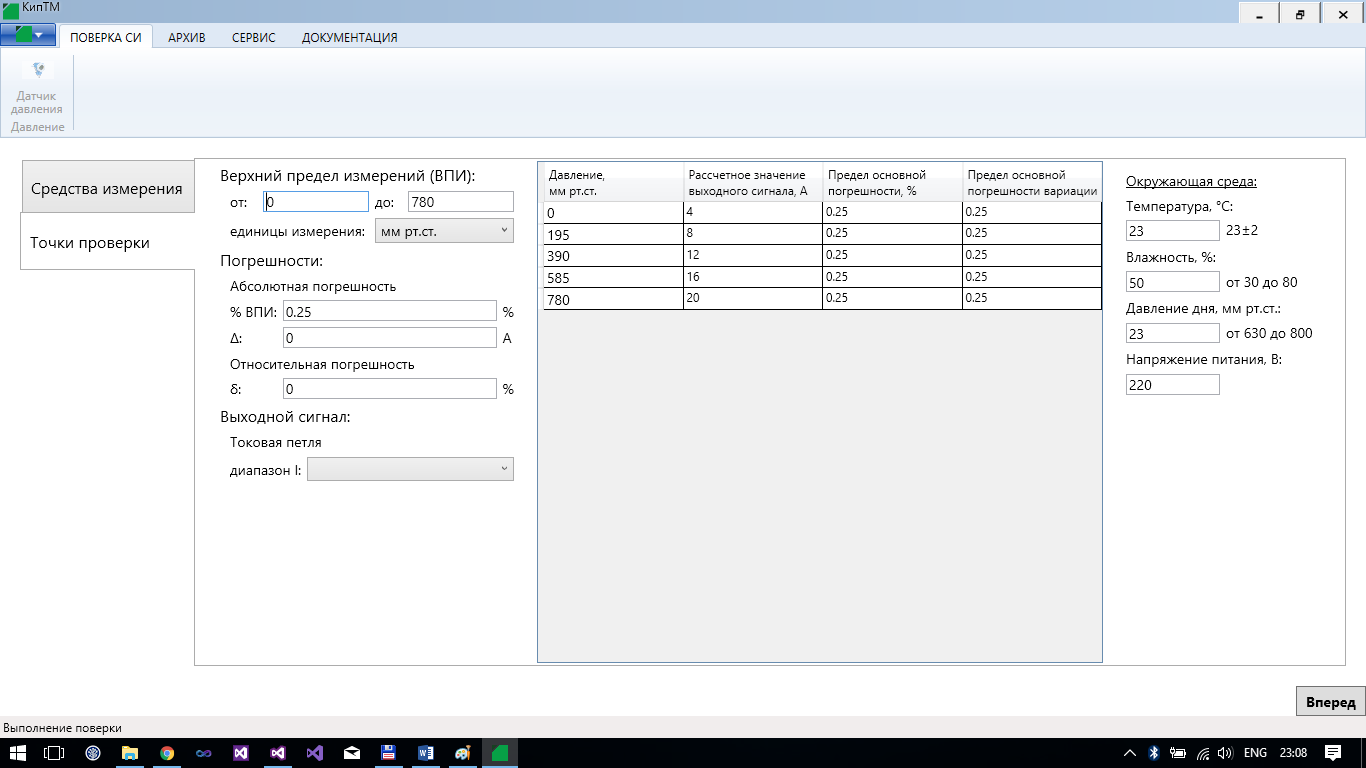 КипТМ
ПОВЕРКА СИ
АРХИВ
СЕРВИС
ДОКУМЕНТАЦИЯ
Датчик
давления
Давление
Средства измерения
Точки проверки
Верхний предел измерений (ВПИ):
от: 0 до: 780
единицы измерения: мм рт.ст.
Погрешности:
Абсолютная погрешность
% ВПИ: 0.25 %
Δ: 0 А
Относительная погрешность
δ: 0 %
Выходной сигнал:
Токовая петля
диапазон I:
Давление, Рассчетное значение Предел основной Предел основной
мм рт.ст. выходного сигнала, А погрешности, % погрешности вариации
0 4 0.25 0.25
195 8 0.25 0.25
390 12 0.25 0.25
585 16 0.25 0.25
780 20 0.25 0.25
Окружающая среда:
Температура, °С:
23 23±2
Влажность, %:
50 от 30 до 80
Давление дня, мм рт.ст.:
23 от 630 до 800
Напряжение питания, В:
220
Вперед
Выполнение поверки
ENG 23:08